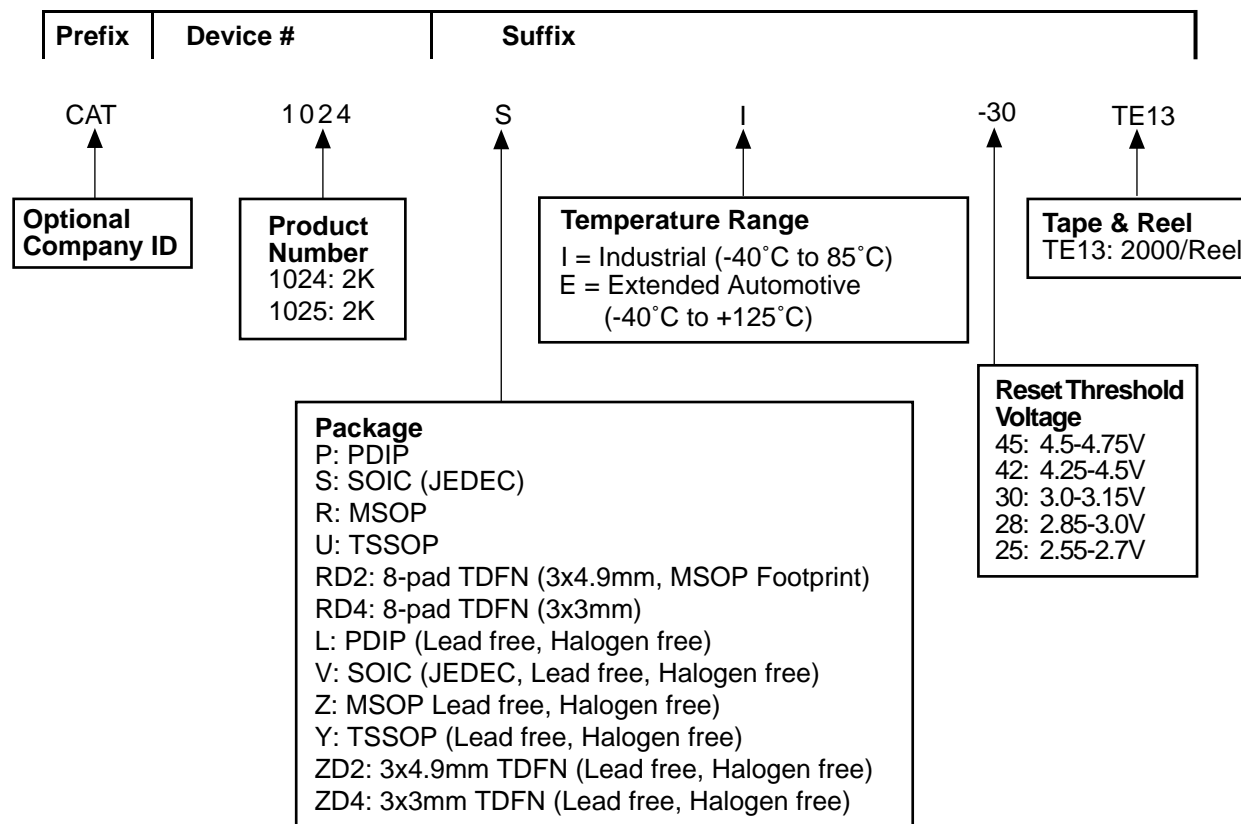 Prefix Device # Suffix
CAT 1024 S I -30 TE13
Optional
Company ID
Product
Number
1024: 2K
1025: 2K
Temperature Range
I = Industrial (-40˚C to 85˚C)
E = Extended Automotive
(-40˚C to +125˚C)
Tape & Reel
TE13: 2000/Reel
Package
P: PDIP
S: SOIC (JEDEC)
R: MSOP
U: TSSOP
RD2: 8-pad TDFN (3x4.9mm, MSOP Footprint)
RD4: 8-pad TDFN (3x3mm)
L: PDIP (Lead free, Halogen free)
V: SOIC (JEDEC, Lead free, Halogen free)
Z: MSOP Lead free, Halogen free)
Y: TSSOP (Lead free, Halogen free)
ZD2: 3x4.9mm TDFN (Lead free, Halogen free)
ZD4: 3x3mm TDFN (Lead free, Halogen free)
Reset Threshold
Voltage
45: 4.5-4.75V
42: 4.25-4.5V
30: 3.0-3.15V
28: 2.85-3.0V
25: 2.55-2.7V